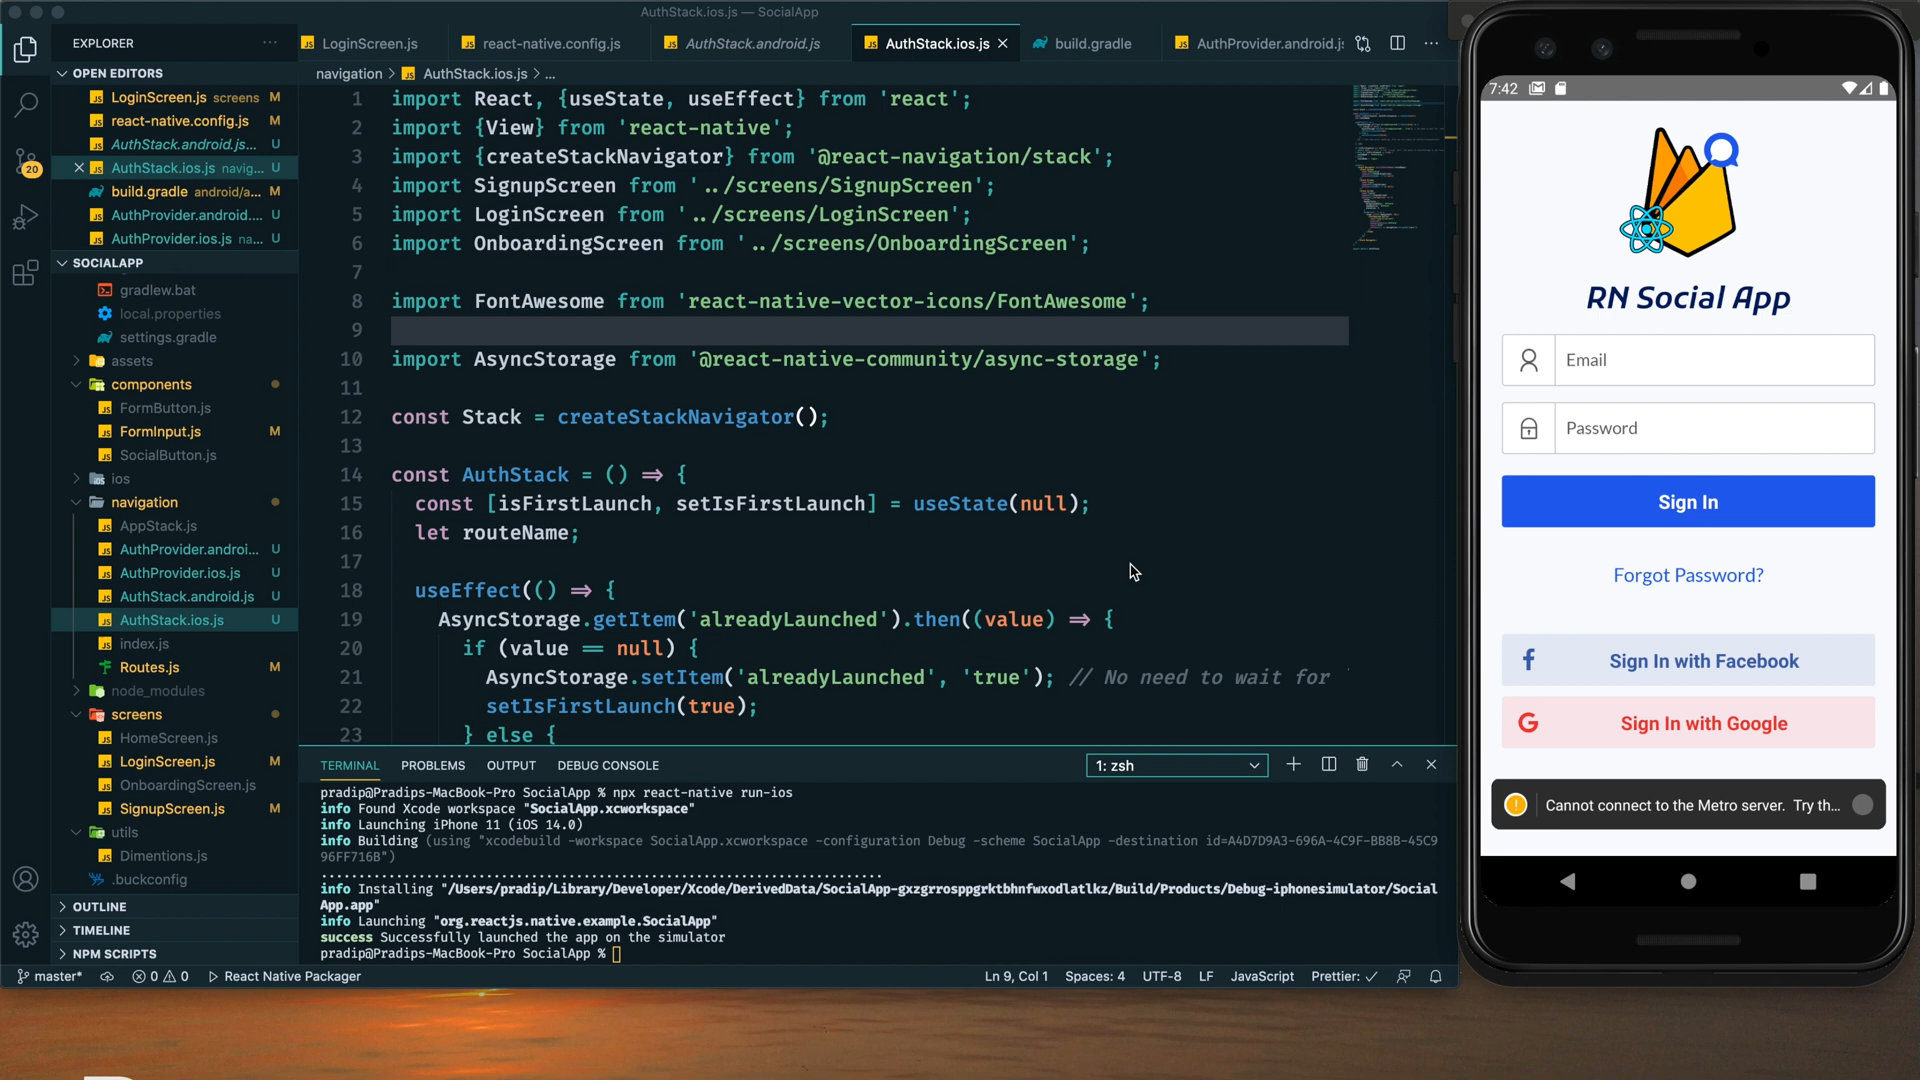 AuthStack.ios.js — SocialApp
EXPLORER
LoginScreen.js
react-native.config.js
AuthStack.android.js
AuthStack.ios.js
build.gradle
AuthProvider.android.js
OPEN EDITORS
navigation > AuthStack.ios.js > ...
LoginScreen.js screens M
react-native.config.js M
AuthStack.android.js... U
AuthStack.ios.js navig... U
build.gradle android/a... M
AuthProvider.android.... U
AuthProvider.ios.js na... U
20
SOCIALAPP
gradlew.bat
local.properties
settings.gradle
assets
components
FormButton.js
FormInput.js M
SocialButton.js
ios
navigation
AppStack.js
AuthProvider.androi... U
AuthProvider.ios.js U
AuthStack.android.js U
AuthStack.ios.js U
index.js
Routes.js M
node_modules
screens
HomeScreen.js
LoginScreen.js M
OnboardingScreen.js
SignupScreen.js M
utils
Dimentions.js
.buckconfig
OUTLINE
TIMELINE
NPM SCRIPTS
1 import React, {useState, useEffect} from 'react';
2 import {View} from 'react-native';
3 import {createStackNavigator} from '@react-navigation/stack';
4 import SignupScreen from '../screens/SignupScreen';
5 import LoginScreen from '../screens/LoginScreen';
6 import OnboardingScreen from '../screens/OnboardingScreen';
7
8 import FontAwesome from 'react-native-vector-icons/FontAwesome';
9
10 import AsyncStorage from '@react-native-community/async-storage';
11
12 const Stack = createStackNavigator();
13
14 const AuthStack = () => {
15 const [isFirstLaunch, setIsFirstLaunch] = useState(null);
16 let routeName;
17
18 useEffect(() => {
19 AsyncStorage.getItem('alreadyLaunched').then((value) => {
20 if (value == null) {
21 AsyncStorage.setItem('alreadyLaunched', 'true'); // No need to wait for `
22 setIsFirstLaunch(true);
23 } else {
TERMINAL PROBLEMS OUTPUT DEBUG CONSOLE 1: zsh
pradip@Pradips-MacBook-Pro SocialApp % npx react-native run-ios
info Found Xcode workspace "SocialApp.xcworkspace"
info Launching iPhone 11 (iOS 14.0)
info Building (using "xcodebuild -workspace SocialApp.xcworkspace -configuration Debug -scheme SocialApp -destination id=A4D7D9A3-696A-4C9F-BB8B-45C9
96FF716B")
info Installing "/Users/pradip/Library/Developer/Xcode/DerivedData/SocialApp-gxzgrrosppgrktbhnfwxodlatlkz/Build/Products/Debug-iphonesimulator/Social
App.app"
info Launching "org.reactjs.native.example.SocialApp"
success Successfully launched the app on the simulator
pradip@Pradips-MacBook-Pro SocialApp %
master* 0 0 React Native Packager Ln 9, Col 1 Spaces: 4 UTF-8 LF JavaScript Prettier: ✓
7:42
RN Social App
Email
Password
Sign In
Forgot Password?
Sign In with Facebook
Sign In with Google
Cannot connect to the Metro server. Try th...